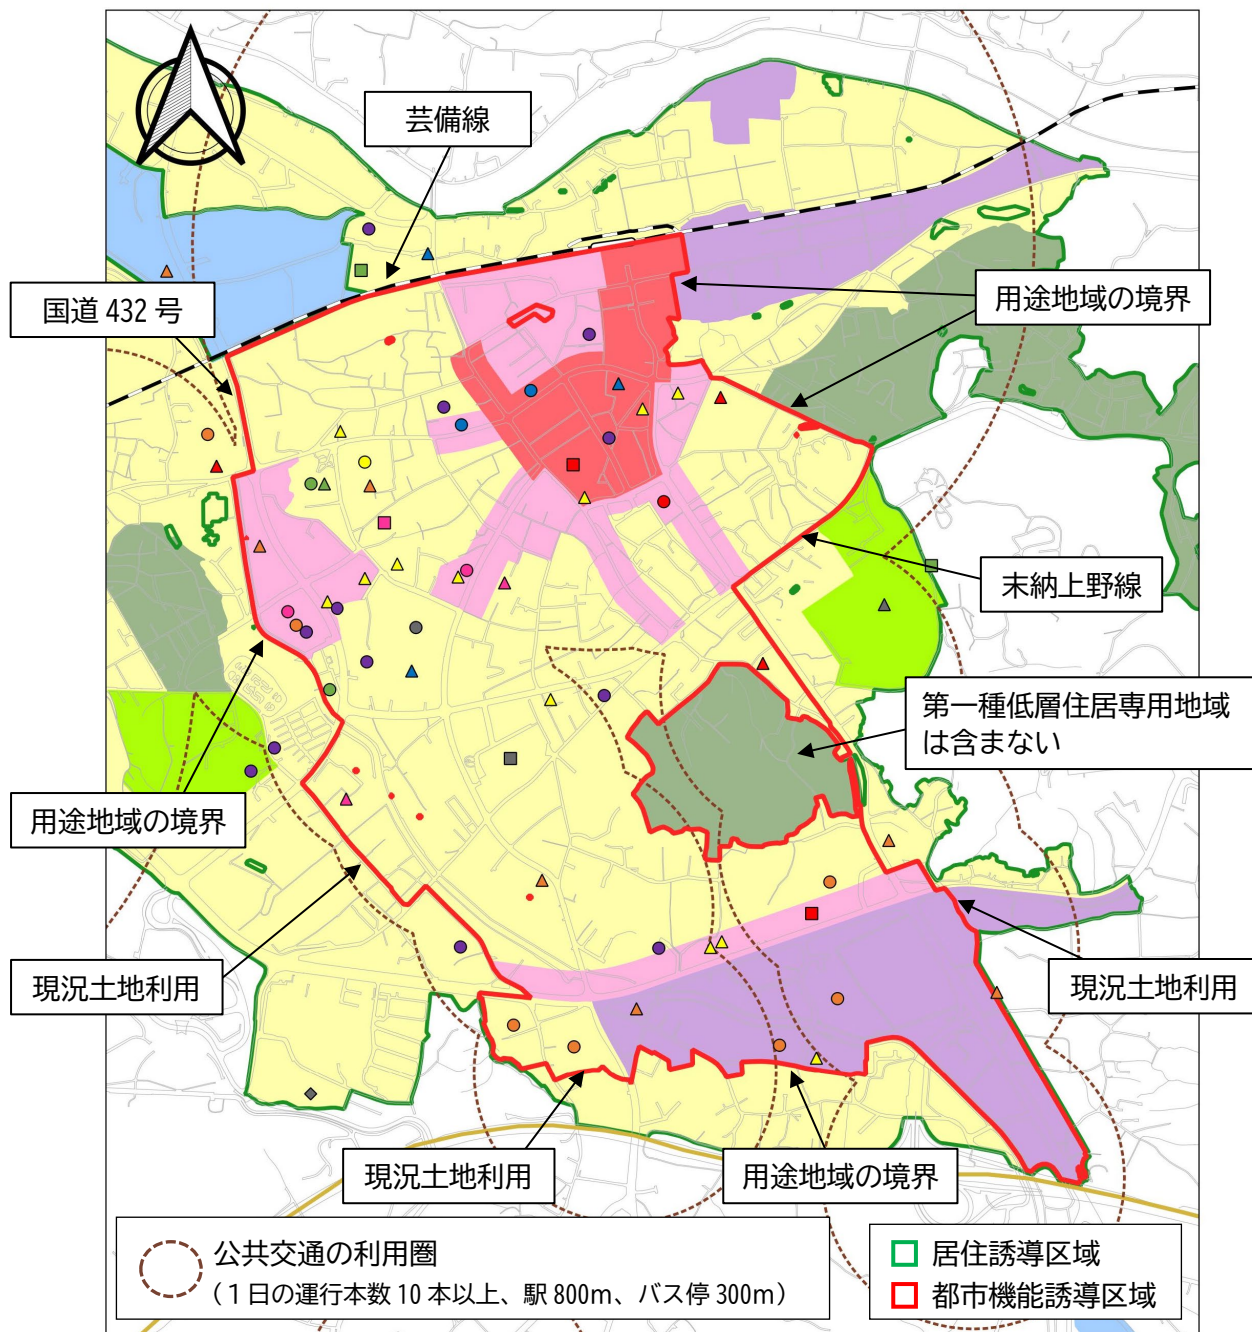 芸備線
国道 432 号
用途地域の境界
末納上野線
第一種低層住居専用地域
は含まない
用途地域の境界
現況土地利用
現況土地利用
現況土地利用
用途地域の境界
公共交通の利用圏
(1日の運行本数 10 本以上、駅 800m、バス停 300m)
居住誘導区域
都市機能誘導区域